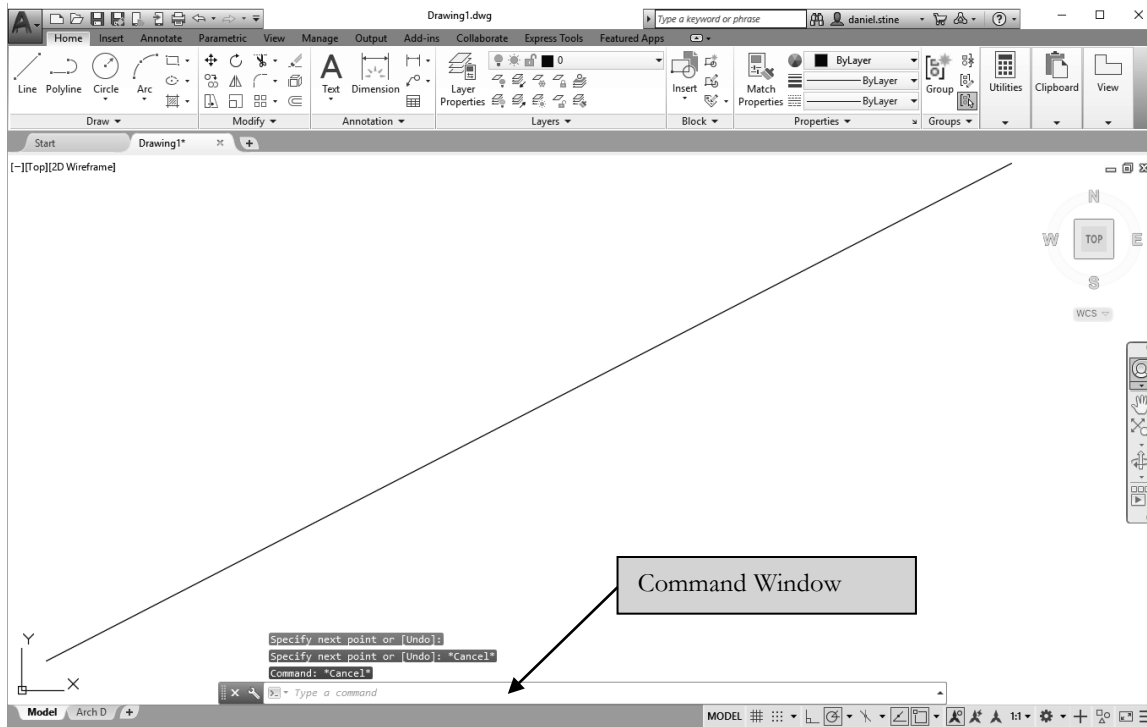 Drawing1.dwg
Type a keyword or phrase
daniel.stine
Home Insert Annotate Parametric View Manage Output Add-ins Collaborate Express Tools Featured Apps
0
ByLayer
Line Polyline Circle Arc
Text Dimension
Layer Properties
Insert
Match Properties
ByLayer
ByLayer
Group
Utilities Clipboard View
Draw Modify Annotation Layers Block Properties Groups
Start Drawing1*
[−][Top][2D Wireframe]
N
W TOP E
S
WCS
Command Window
Y
Specify next point or [Undo]:
Specify next point or [Undo]: *Cancel*
Command: *Cancel*
X
Type a command
Model Arch D
MODEL 1:1